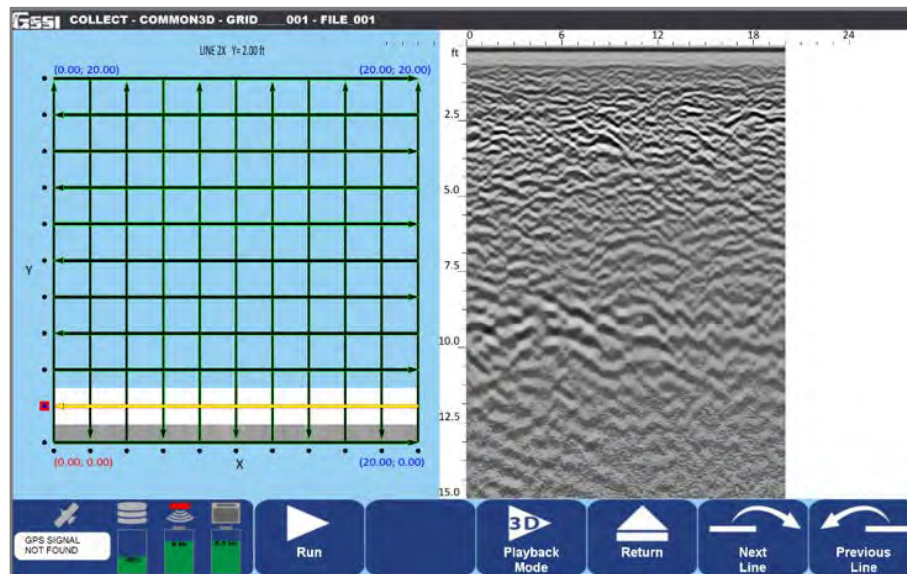 GSSI COLLECT - COMMON3D - GRID____001 - FILE_001
LINE 2X Y= 2.00 ft
(0.00; 20.00) (20.00; 20.00)
Y
(0.00; 0.00) X (20.00; 0.00)
0 6 12 18 24
ft
2.5
5.0
7.5
10.0
12.5
15.0
GPS SIGNAL
NOT FOUND
Run
3D
Playback
Mode
Return
Next
Line
Previous
Line